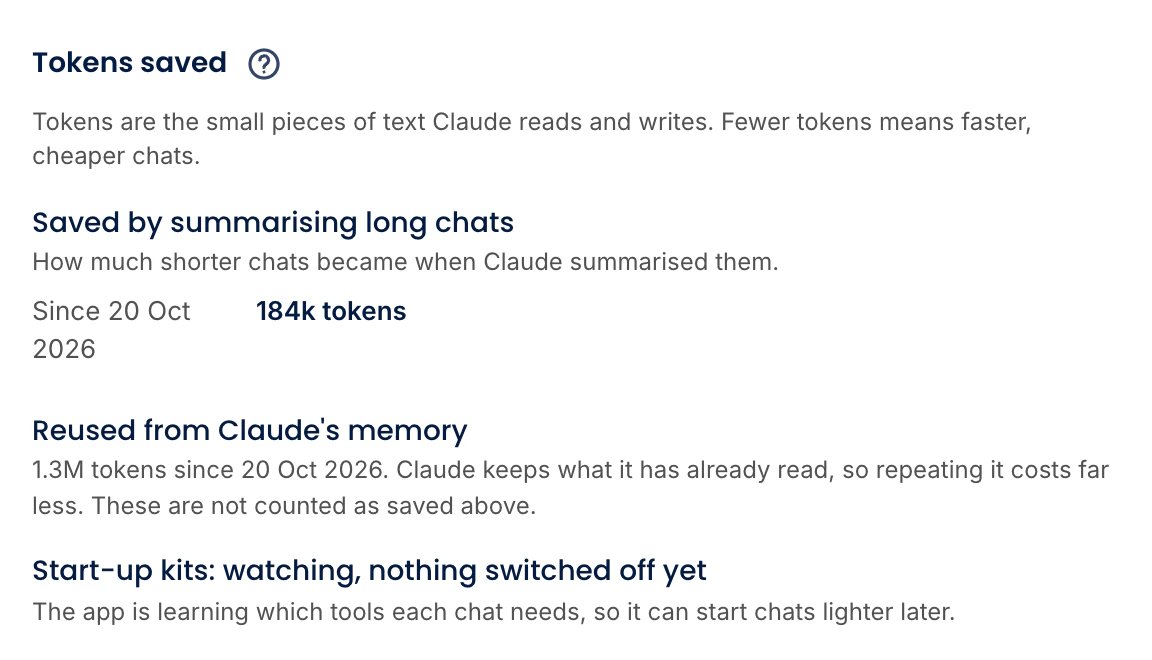 Tokens saved ?
Tokens are the small pieces of text Claude reads and writes. Fewer tokens means faster,
cheaper chats.
Saved by summarising long chats
How much shorter chats became when Claude summarised them.
Since 20 Oct 184k tokens
2026
Reused from Claude's memory
1.3M tokens since 20 Oct 2026. Claude keeps what it has already read, so repeating it costs far
less. These are not counted as saved above.
Start-up kits: watching, nothing switched off yet
The app is learning which tools each chat needs, so it can start chats lighter later.